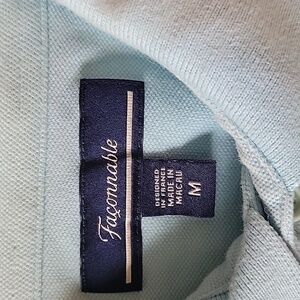 Façonnable
DESIGNED
IN FRANCE
MADE IN
MACAU
M